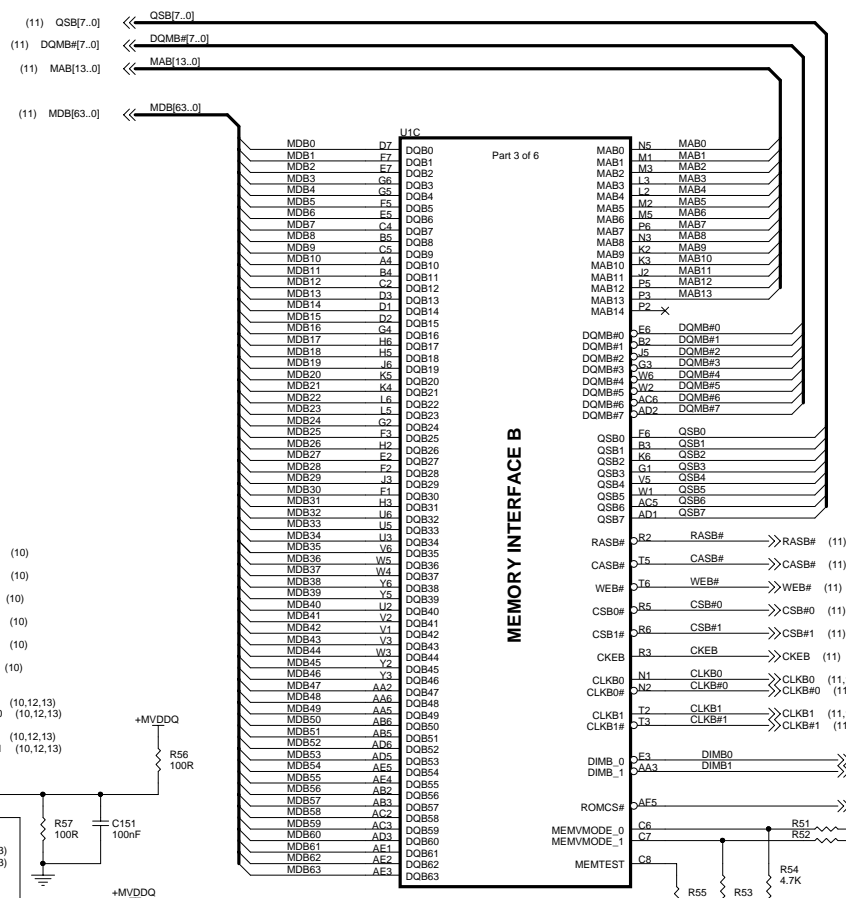 (11) QSB[7..0] QSB[7..0]
(11) DQMB#[7..0] DQMB#[7..0]
(11) MAB[13..0] MAB[13..0]
(11) MDB[63..0] MDB[63..0]
U1C
Part 3 of 6
MEMORY INTERFACE B
MDB0 D7 DQB0
MDB1 F7 DQB1
MDB2 E7 DQB2
MDB3 G6 DQB3
MDB4 G5 DQB4
MDB5 F5 DQB5
MDB6 E5 DQB6
MDB7 C4 DQB7
MDB8 B5 DQB8
MDB9 C5 DQB9
MDB10 A4 DQB10
MDB11 B4 DQB11
MDB12 C2 DQB12
MDB13 D3 DQB13
MDB14 D1 DQB14
MDB15 D2 DQB15
MDB16 G4 DQB16
MDB17 H6 DQB17
MDB18 H5 DQB18
MDB19 J6 DQB19
MDB20 K5 DQB20
MDB21 K4 DQB21
MDB22 L6 DQB22
MDB23 L5 DQB23
MDB24 G2 DQB24
MDB25 F3 DQB25
MDB26 H2 DQB26
MDB27 E2 DQB27
MDB28 F2 DQB28
MDB29 J3 DQB29
MDB30 F1 DQB30
MDB31 H3 DQB31
MDB32 U6 DQB32
MDB33 U5 DQB33
MDB34 U3 DQB34
MDB35 V6 DQB35
MDB36 W5 DQB36
MDB37 W4 DQB37
MDB38 Y6 DQB38
MDB39 Y5 DQB39
MDB40 U2 DQB40
MDB41 V2 DQB41
MDB42 V1 DQB42
MDB43 V3 DQB43
MDB44 W3 DQB44
MDB45 Y2 DQB45
MDB46 Y3 DQB46
MDB47 AA2 DQB47
MDB48 AA6 DQB48
MDB49 AA5 DQB49
MDB50 AB6 DQB50
MDB51 AB5 DQB51
MDB52 AD6 DQB52
MDB53 AD5 DQB53
MDB54 AE5 DQB54
MDB55 AE4 DQB55
MDB56 AB2 DQB56
MDB57 AB3 DQB57
MDB58 AC2 DQB58
MDB59 AC3 DQB59
MDB60 AD3 DQB60
MDB61 AE1 DQB61
MDB62 AE2 DQB62
MDB63 AE3 DQB63
MAB0 N5 MAB0
MAB1 M1 MAB1
MAB2 M3 MAB2
MAB3 L3 MAB3
MAB4 L2 MAB4
MAB5 M2 MAB5
MAB6 M5 MAB6
MAB7 P6 MAB7
MAB8 N3 MAB8
MAB9 K2 MAB9
MAB10 K3 MAB10
MAB11 J2 MAB11
MAB12 P5 MAB12
MAB13 P3 MAB13
MAB14 P2
DQMB#0 E6 DQMB#0
DQMB#1 B2 DQMB#1
DQMB#2 J5 DQMB#2
DQMB#3 G3 DQMB#3
DQMB#4 W6 DQMB#4
DQMB#5 W2 DQMB#5
DQMB#6 AC6 DQMB#6
DQMB#7 AD2 DQMB#7
QSB0 F6 QSB0
QSB1 B3 QSB1
QSB2 K6 QSB2
QSB3 G1 QSB3
QSB4 V5 QSB4
QSB5 W1 QSB5
QSB6 AC5 QSB6
QSB7 AD1 QSB7
RASB# R2 RASB# RASB# (11)
CASB# T5 CASB# CASB# (11)
WEB# T6 WEB# WEB# (11)
CSB0# R5 CSB#0 CSB#0 (11)
CSB1# R6 CSB#1 CSB#1 (11)
CKEB R3 CKEB CKEB (11)
CLKB0 N1 CLKB0 CLKB0 (11,
CLKB0# N2 CLKB#0 CLKB#0 (11
CLKB1 T2 CLKB1 CLKB1 (11,
CLKB1# T3 CLKB#1 CLKB#1 (11
DIMB_0 E3 DIMB0
DIMB_1 AA3 DIMB1
ROMCS# AF5
MEMVMODE_0 C6 R51
MEMVMODE_1 C7 R52
MEMTEST C8
R55 R53
R54
4.7K
(10)
(10)
(10)
(10)
(10)
(10)
(10,12,13)
0 (10,12,13)
(10,12,13)
(10,12,13)
+MVDDQ
R56
100R
R57
100R
C151
100nF
3)
3)
+MVDDQ